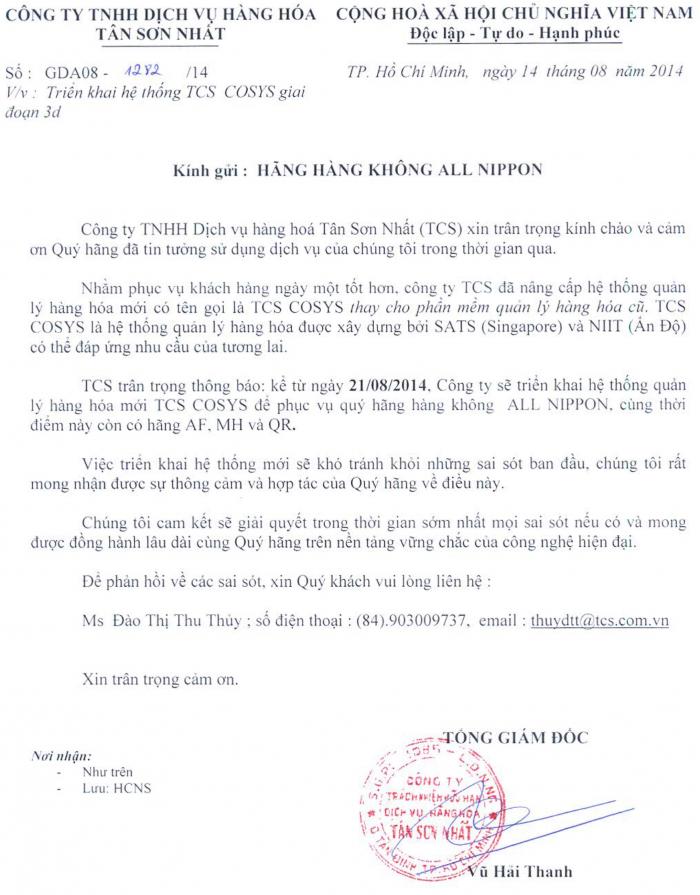 CÔNG TY TNHH DỊCH VỤ HÀNG HÓA
TÂN SƠN NHẤT
CỘNG HOÀ XÃ HỘI CHỦ NGHĨA VIỆT NAM
Độc lập - Tự do - Hạnh phúc
Số : GDA08 - 1282 /14
V/v : Triển khai hệ thống TCS COSYS giai
đoạn 3d
TP. Hồ Chí Minh, ngày 14 tháng 08 năm 2014
Kính gửi : HÃNG HÀNG KHÔNG ALL NIPPON
Công ty TNHH Dịch vụ hàng hoá Tân Sơn Nhất (TCS) xin trân trọng kính chào và cảm
ơn Quý hãng đã tin tưởng sử dụng dịch vụ của chúng tôi trong thời gian qua.
Nhằm phục vụ khách hàng ngày một tốt hơn, công ty TCS đã nâng cấp hệ thống quản
lý hàng hóa mới có tên gọi là TCS COSYS thay cho phần mềm quản lý hàng hóa cũ. TCS
COSYS là hệ thống quản lý hàng hóa được xây dựng bởi SATS (Singapore) và NIIT (Ấn Độ)
có thể đáp ứng nhu cầu của tương lai.
TCS trân trọng thông báo: kể từ ngày 21/08/2014, Công ty sẽ triển khai hệ thống quản
lý hàng hóa mới TCS COSYS để phục vụ quý hãng hàng không ALL NIPPON, cùng thời
điểm này còn có hãng AF, MH và QR.
Việc triển khai hệ thống mới sẽ khó tránh khỏi những sai sót ban đầu, chúng tôi rất
mong nhận được sự thông cảm và hợp tác của Quý hãng về điều này.
Chúng tôi cam kết sẽ giải quyết trong thời gian sớm nhất mọi sai sót nếu có và mong
được đồng hành lâu dài cùng Quý hãng trên nền tảng vững chắc của công nghệ hiện đại.
Để phản hồi về các sai sót, xin Quý khách vui lòng liên hệ :
Ms Đào Thị Thu Thủy ; số điện thoại : (84).903009737, email : thuydtt@tcs.com.vn
Xin trân trọng cảm ơn.
TỔNG GIÁM ĐỐC
Nơi nhận:
- Như trên
- Lưu: HCNS
CÔNG TY
TRÁCH NHIỆM HỮU HẠN
DỊCH VỤ HÀNG HÓA
TÂN SƠN NHẤT
Vũ Hải Thanh